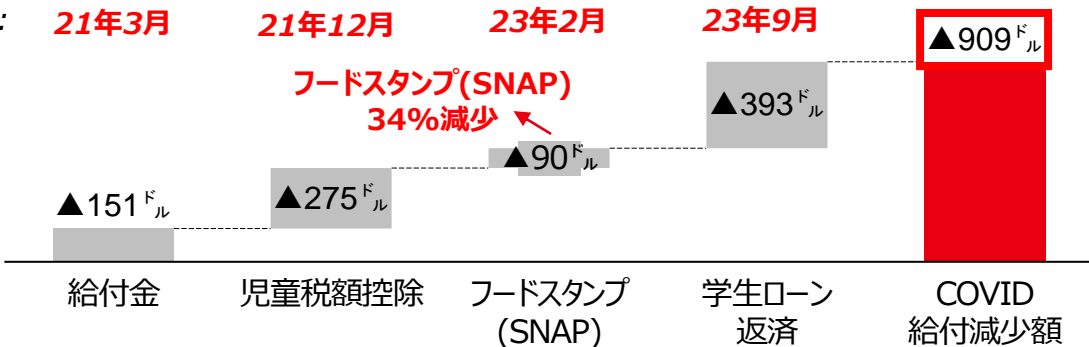 : 21年3月 21年12月 23年2月 23年9月
▲909ドル
フードスタンプ(SNAP)
34%減少
▲393ドル
▲90ドル
▲275ドル
▲151ドル
給付金 児童税額控除 フードスタンプ 学生ローン COVID
(SNAP) 返済 給付減少額